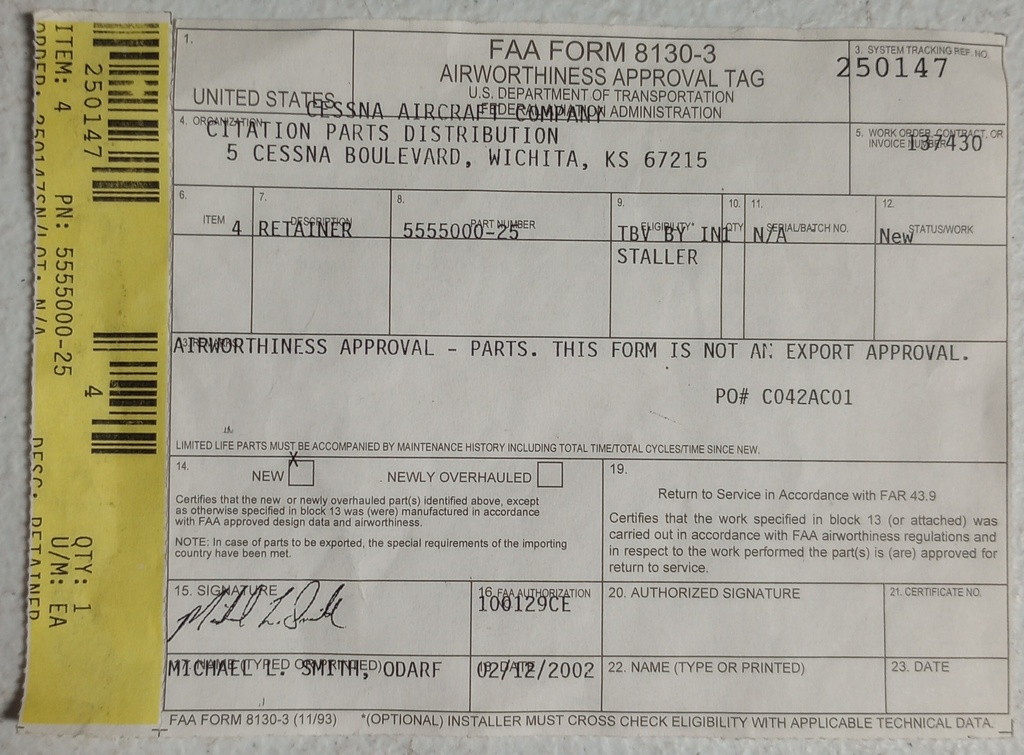 ITEM: 4 PN: 5555000-25 QTY: 1
250147 4 U/M: EA
ORDER: 250147 SN/LOT: N/A DESC: RETAINER
1.
UNITED STATES
FAA FORM 8130-3
AIRWORTHINESS APPROVAL TAG
U.S. DEPARTMENT OF TRANSPORTATION
FEDERAL AVIATION ADMINISTRATION
3. SYSTEM TRACKING REF. NO.
250147
4. ORGANIZATION
CESSNA AIRCRAFT COMPANY
CITATION PARTS DISTRIBUTION
5 CESSNA BOULEVARD, WICHITA, KS 67215
5. WORK ORDER, CONTRACT, OR
INVOICE NUMBER
137430
6. 7. 8. 9. 10. 11. 12.
ITEM DESCRIPTION PART NUMBER ELIGIBILITY* QTY SERIAL/BATCH NO. STATUS/WORK
4 RETAINER 5555000-25 TBV BY IN 1 N/A New
STALLER
13. REMARKS
AIRWORTHINESS APPROVAL - PARTS. THIS FORM IS NOT AN EXPORT APPROVAL.
PO# C042AC01
LIMITED LIFE PARTS MUST BE ACCOMPANIED BY MAINTENANCE HISTORY INCLUDING TOTAL TIME/TOTAL CYCLES/TIME SINCE NEW.
14.
NEW X NEWLY OVERHAULED
Certifies that the new or newly overhauled part(s) identified above, except
as otherwise specified in block 13 was (were) manufactured in accordance
with FAA approved design data and airworthiness.
NOTE: In case of parts to be exported, the special requirements of the importing
country have been met.
19.
Return to Service in Accordance with FAR 43.9
Certifies that the work specified in block 13 (or attached) was
carried out in accordance with FAA airworthiness regulations and
in respect to the work performed the part(s) is (are) approved for
return to service.
15. SIGNATURE
Michael L. Smith
16. FAA AUTHORIZATION
100129CE
20. AUTHORIZED SIGNATURE
21. CERTIFICATE NO.
17. NAME (TYPED OR PRINTED)
MICHAEL L. SMITH, ODARF
18. DATE
02/12/2002
22. NAME (TYPE OR PRINTED)
23. DATE
FAA FORM 8130-3 (11/93) *(OPTIONAL) INSTALLER MUST CROSS CHECK ELIGIBILITY WITH APPLICABLE TECHNICAL DATA.